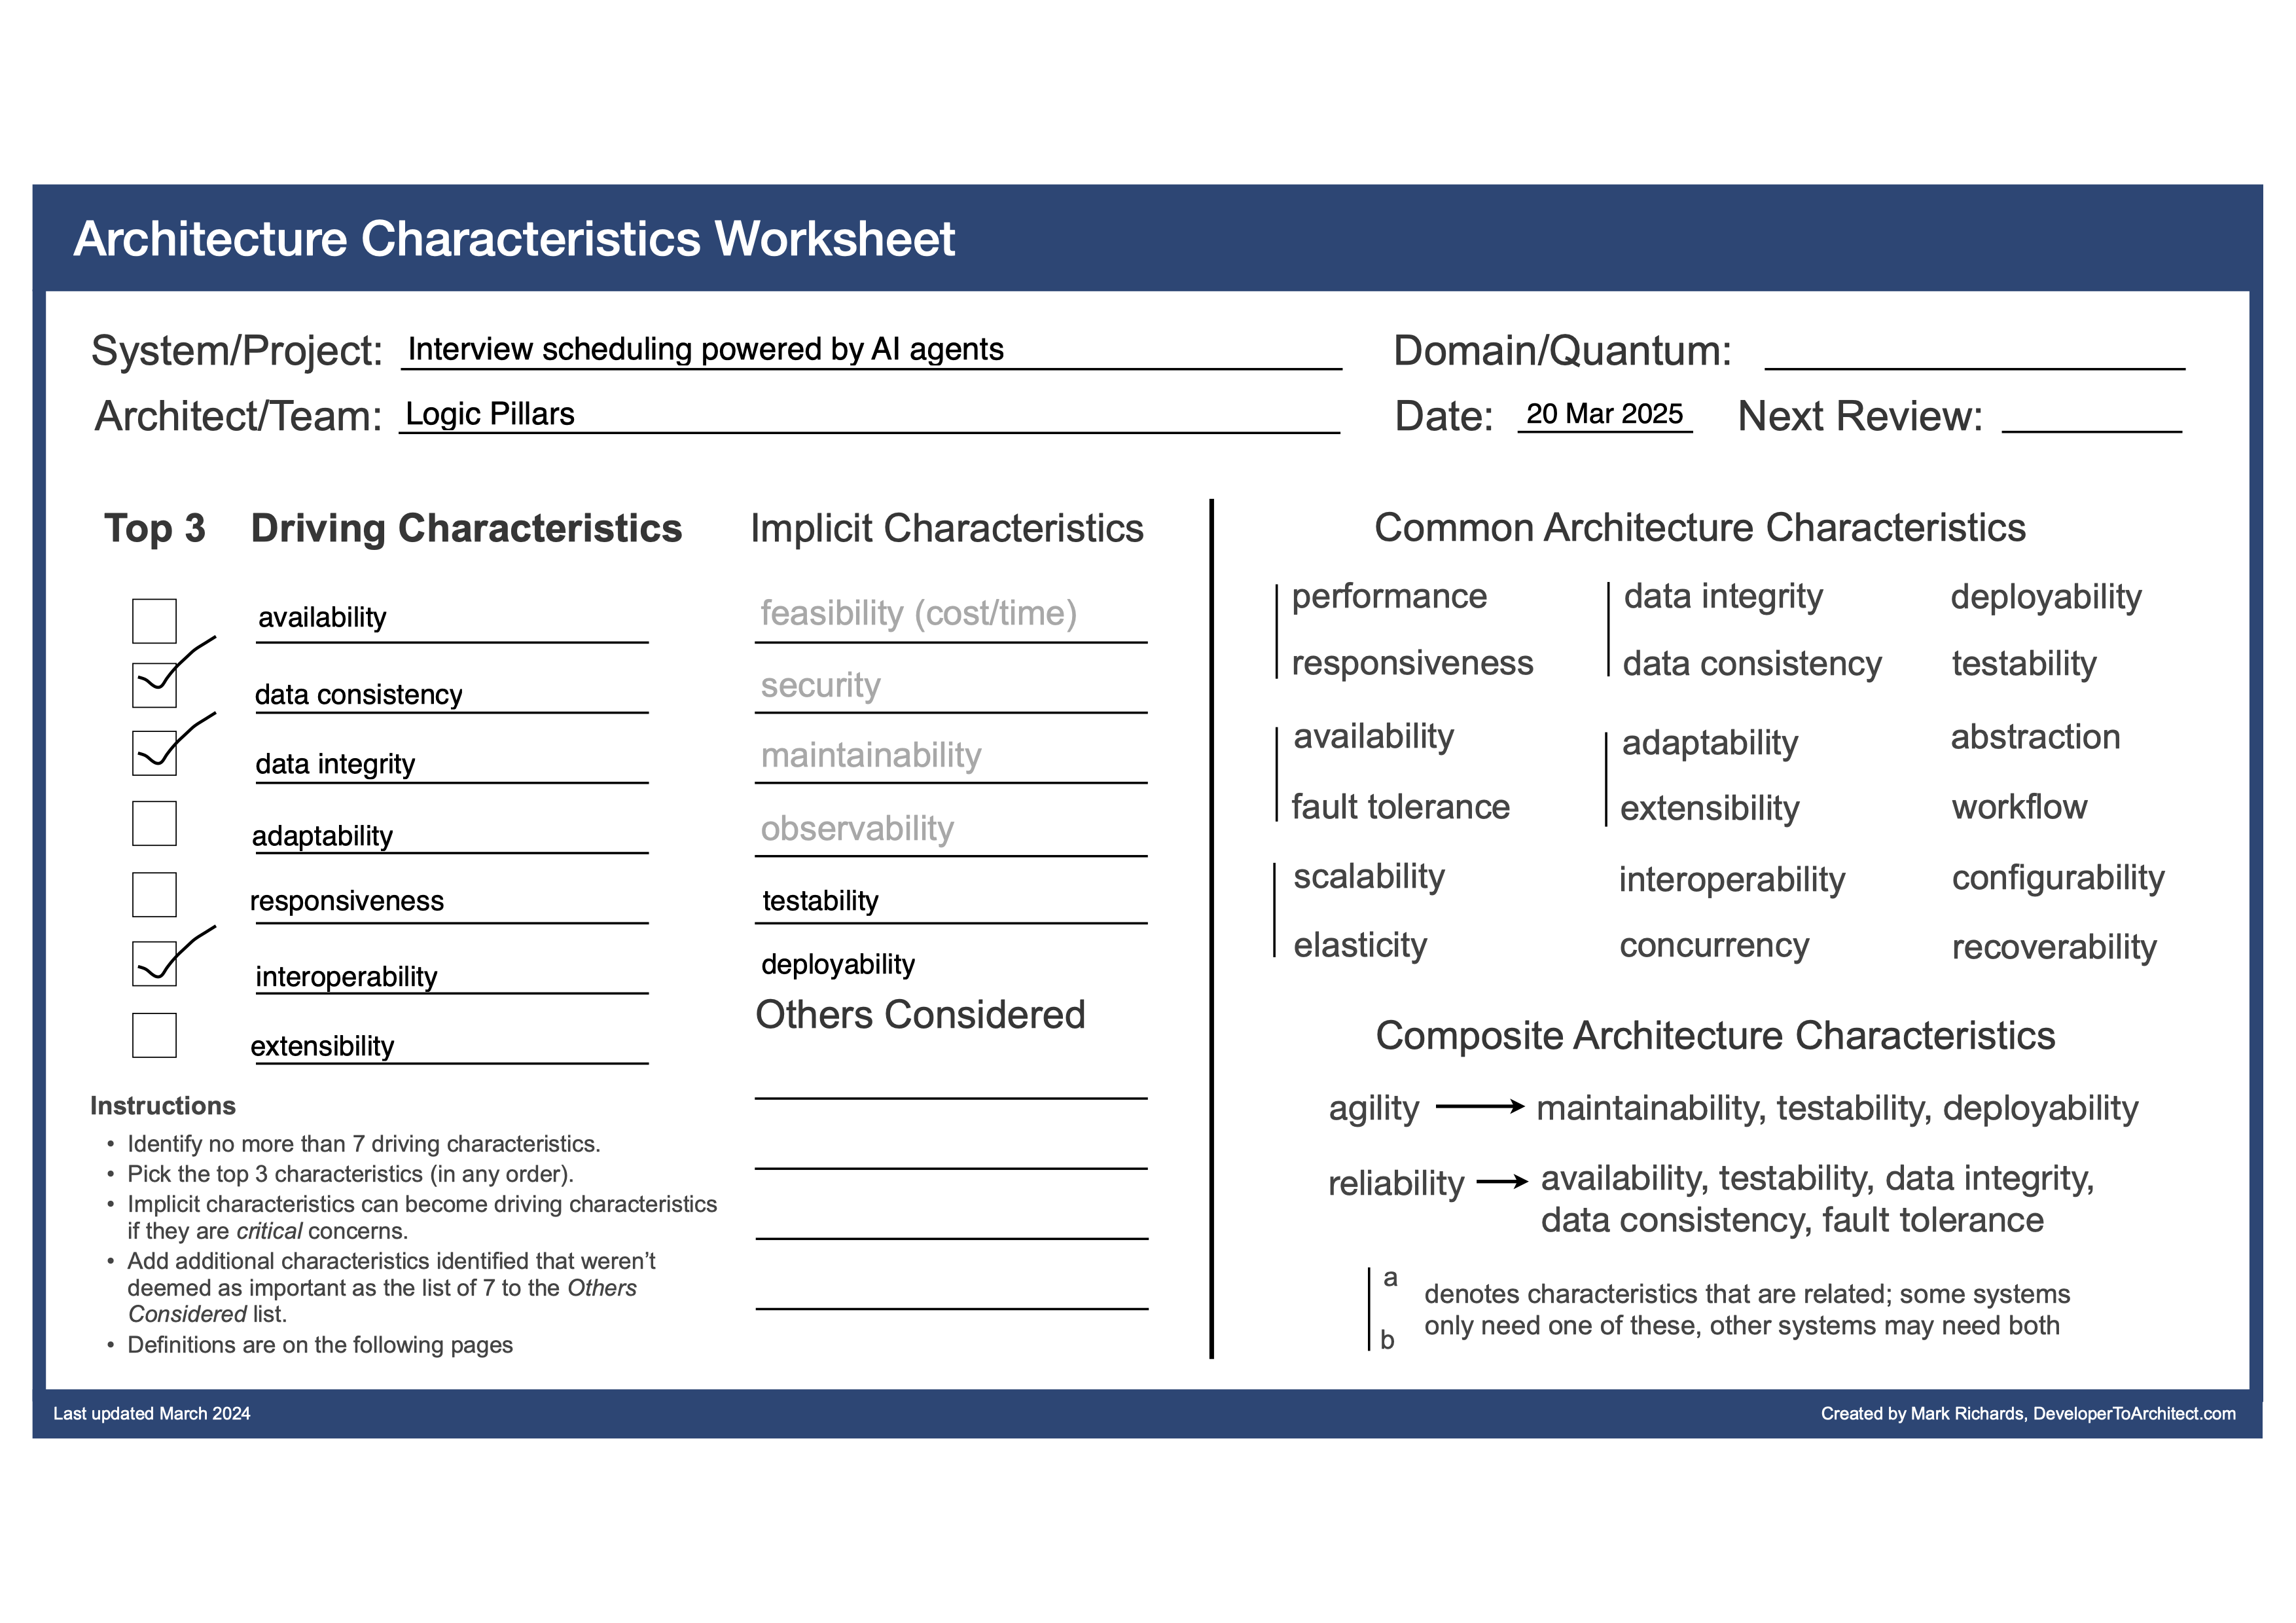 Architecture Characteristics Worksheet
System/Project: Interview scheduling powered by AI agents
Domain/Quantum:
Architect/Team: Logic Pillars
Date: 20 Mar 2025 Next Review:
Top 3 Driving Characteristics
availability
data consistency
data integrity
adaptability
responsiveness
interoperability
extensibility
Instructions
• Identify no more than 7 driving characteristics.
• Pick the top 3 characteristics (in any order).
• Implicit characteristics can become driving characteristics
if they are critical concerns.
• Add additional characteristics identified that weren’t
deemed as important as the list of 7 to the Others
Considered list.
• Definitions are on the following pages
Implicit Characteristics
feasibility (cost/time)
security
maintainability
observability
testability
deployability
Others Considered
Common Architecture Characteristics
performance
responsiveness
availability
fault tolerance
scalability
elasticity
data integrity
data consistency
adaptability
extensibility
interoperability
concurrency
deployability
testability
abstraction
workflow
configurability
recoverability
Composite Architecture Characteristics
agility → maintainability, testability, deployability
reliability → availability, testability, data integrity,
data consistency, fault tolerance
a
b
denotes characteristics that are related; some systems
only need one of these, other systems may need both
Last updated March 2024
Created by Mark Richards, DeveloperToArchitect.com